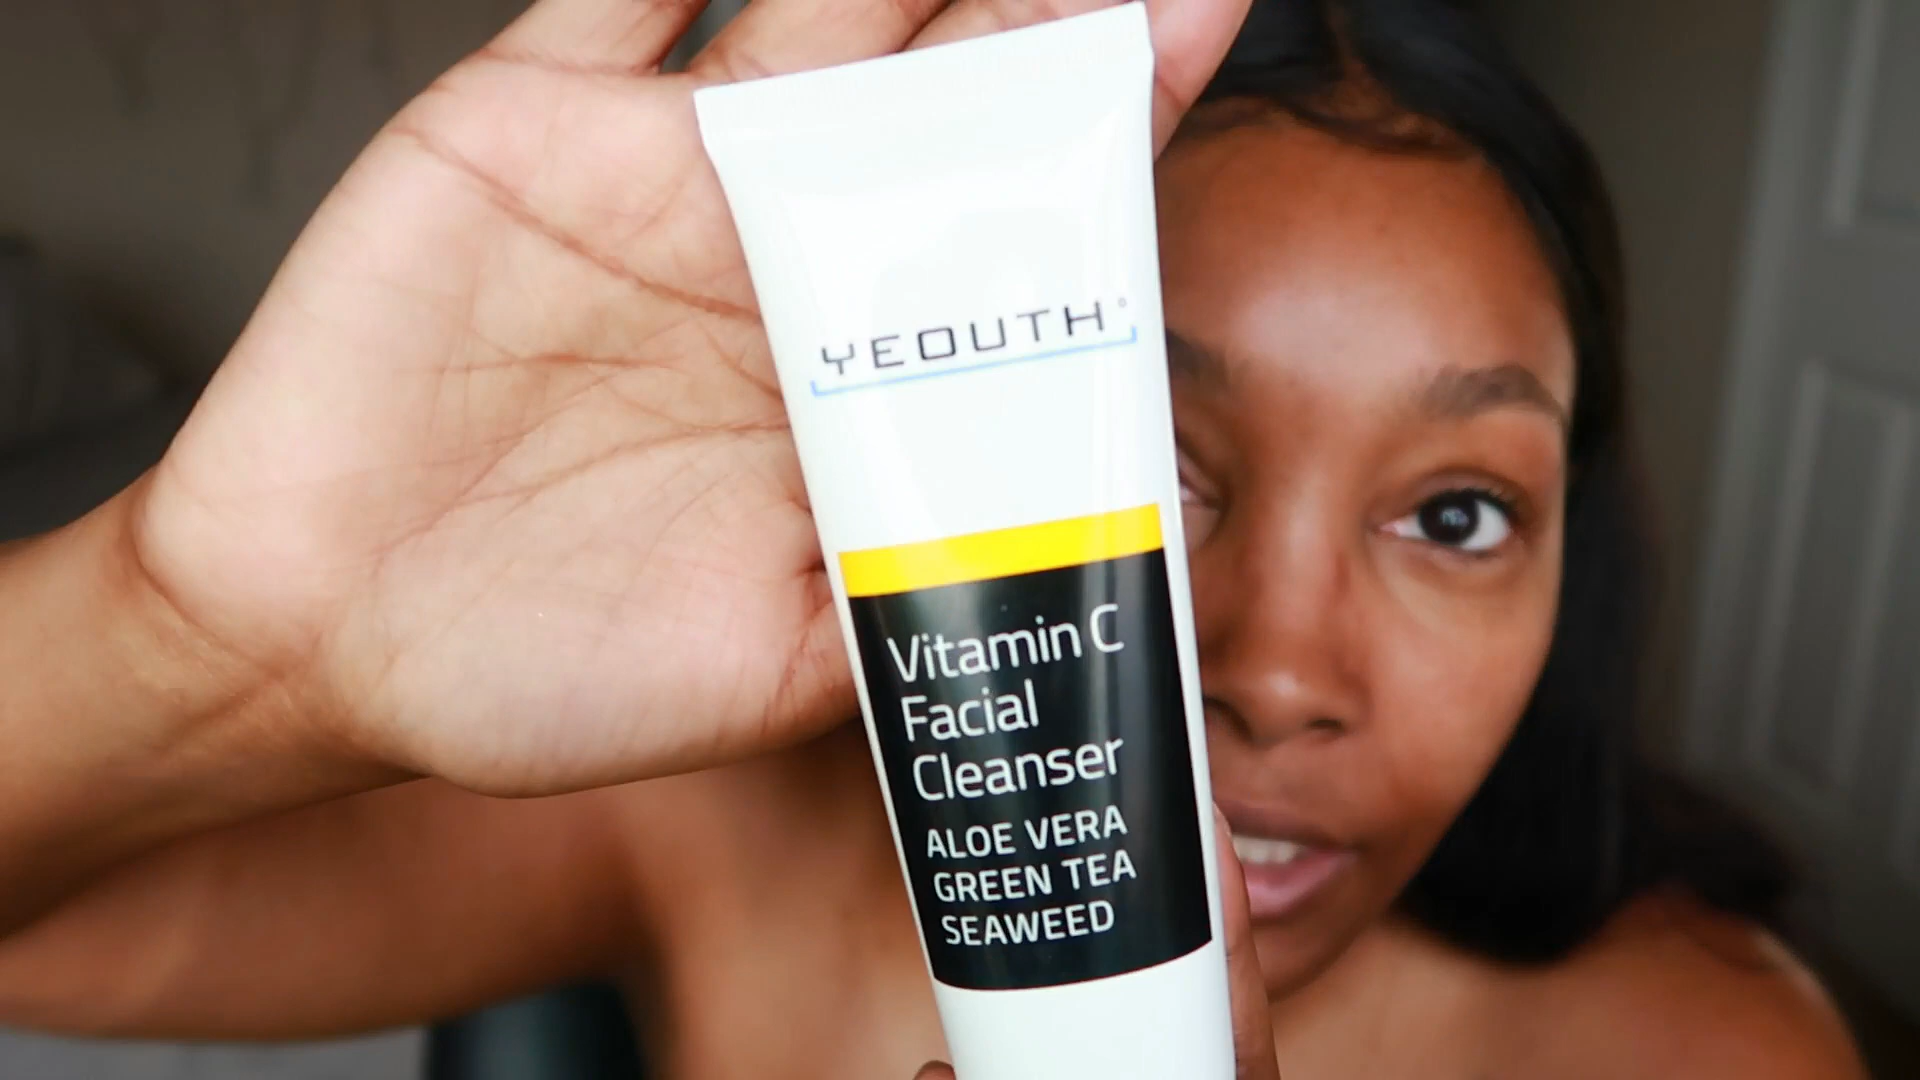 YEOUTH
Vitamin C
Facial
Cleanser
ALOE VERA
GREEN TEA
SEAWEED